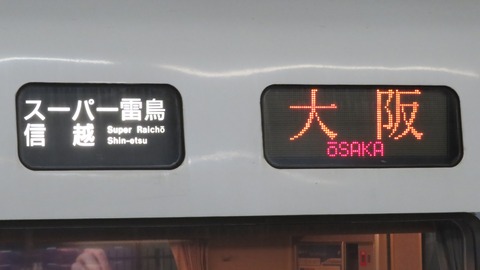 スーパー雷鳥
信越
Super Raichō
Shin-etsu
大阪
ōSAKA